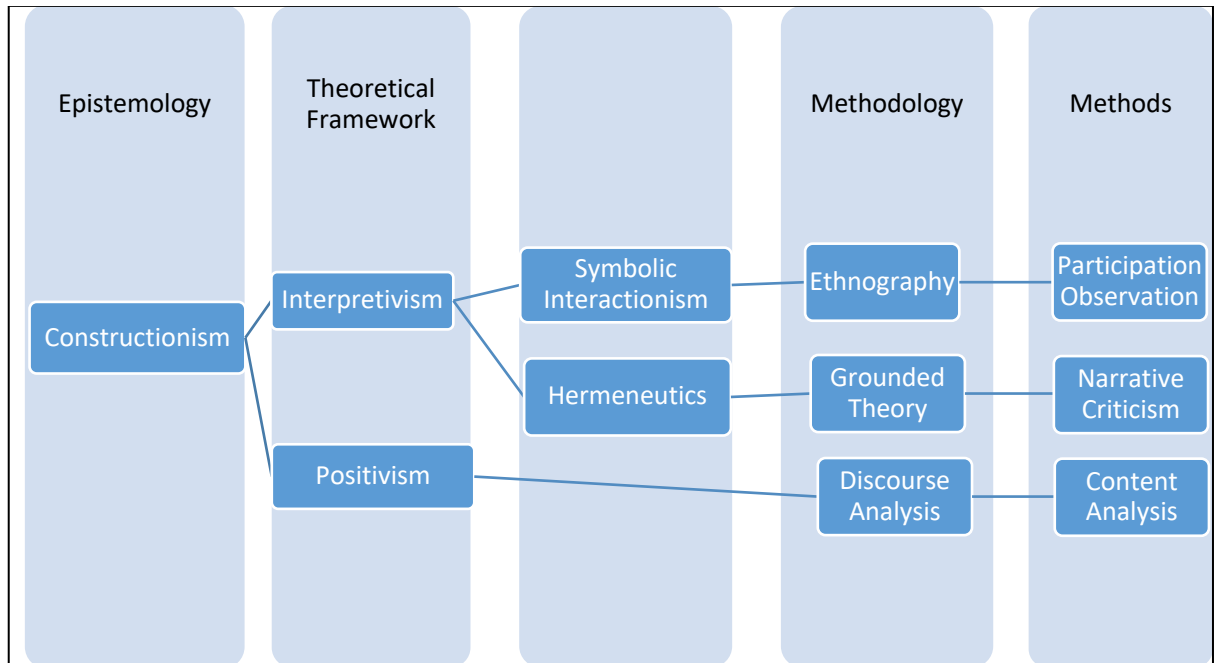 Epistemology
Theoretical
Framework
Methodology
Methods
Constructionism
Interpretivism
Positivism
Symbolic
Interactionism
Hermeneutics
Ethnography
Grounded
Theory
Discourse
Analysis
Participation
Observation
Narrative
Criticism
Content
Analysis